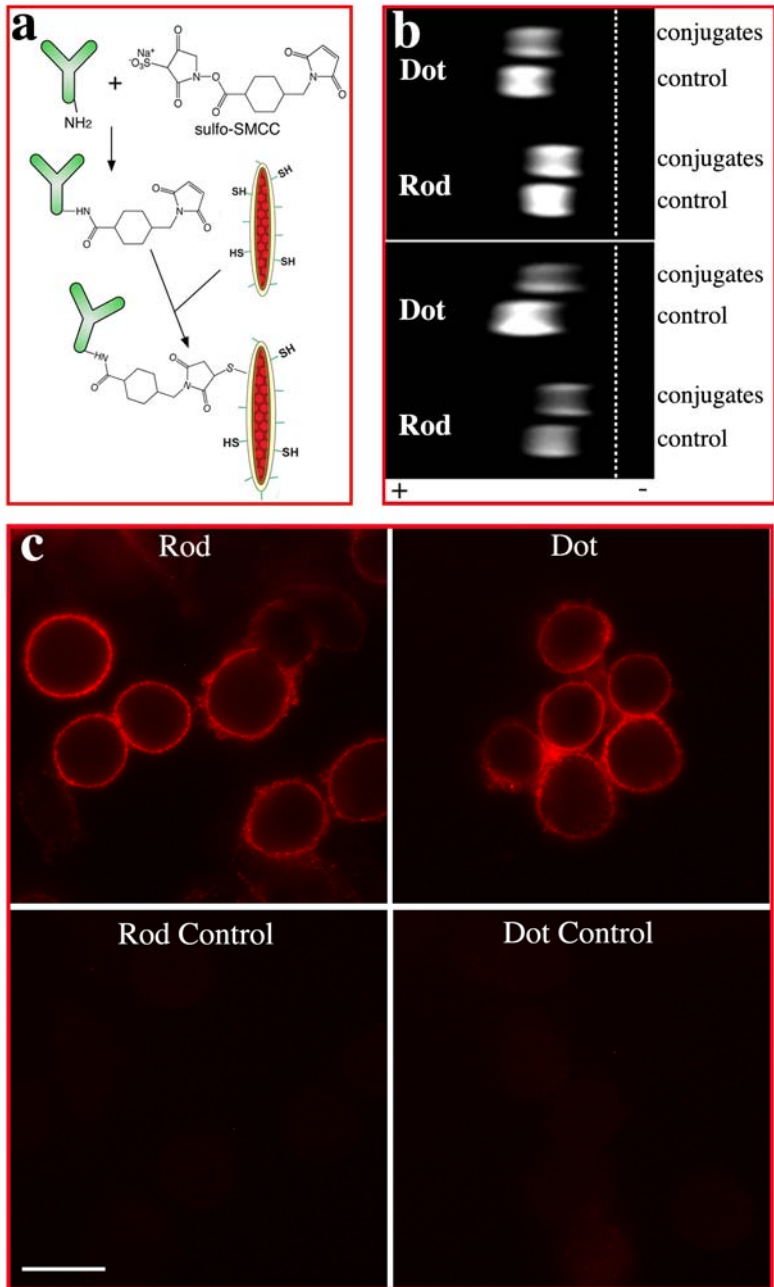 a
Na⁺
⁻O₃S
O
O
N
O
O
O
N
O
+
NH₂
sulfo-SMCC
HN
O
O
N
O
SH
SH
HS
SH
HN
O
O
N
O
S
SH
HS
SH
b
conjugates
Dot
control
conjugates
Rod
control
conjugates
Dot
control
conjugates
Rod
control
+
-
c
Rod
Dot
Rod Control
Dot Control